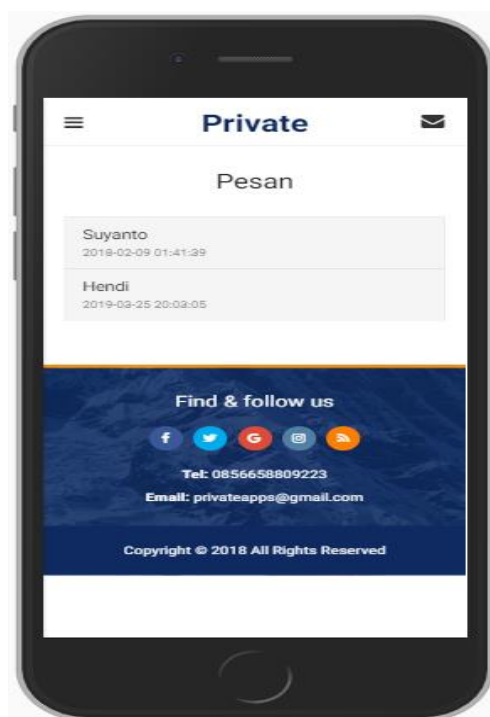 Private
Pesan
Suyanto
2018-02-09 01:41:39
Hendi
2019-03-25 20:03:05
Find & follow us
Tel: 0856658809223
Email: privateapps@gmail.com
Copyright © 2018 All Rights Reserved